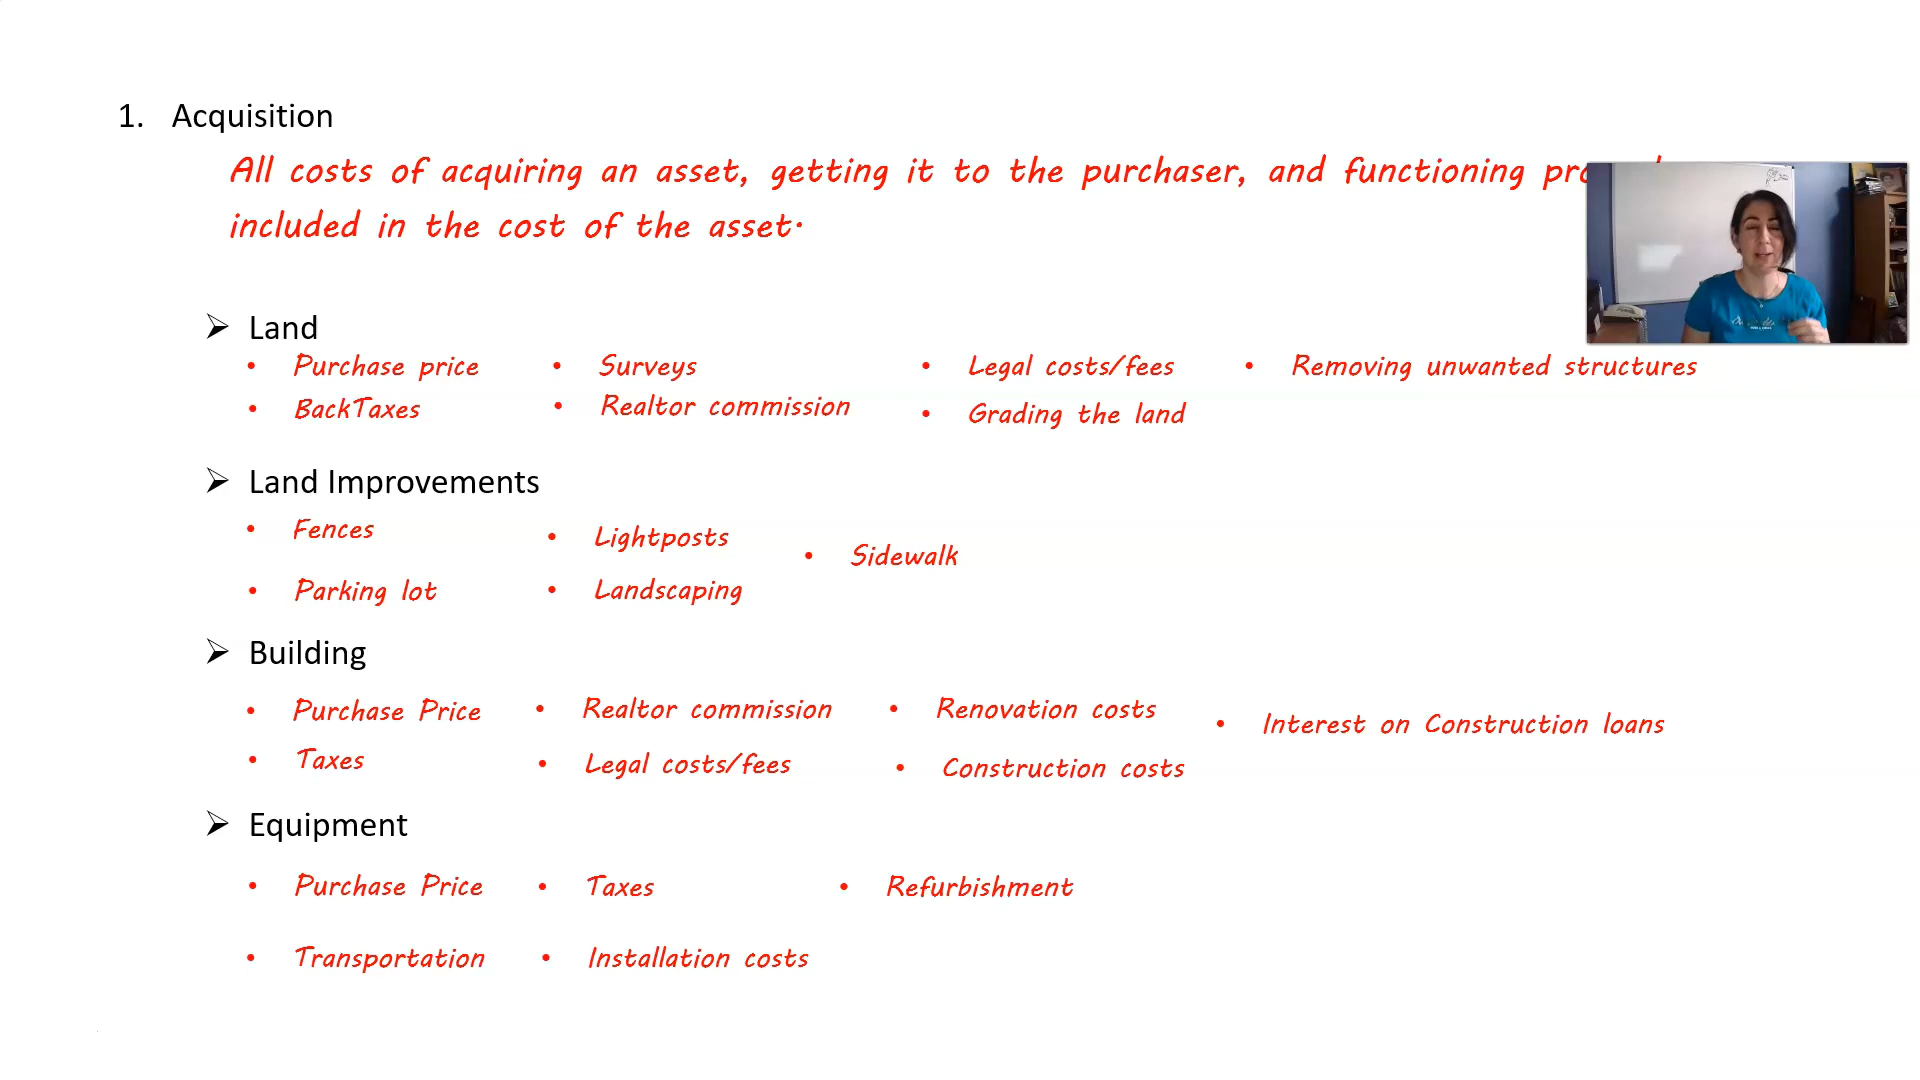 1. Acquisition
All costs of acquiring an asset, getting it to the purchaser, and functioning
included in the cost of the asset.
➢ Land
• Purchase price • Surveys • Legal costs/fees • Removing unwanted structures
• BackTaxes • Realtor commission • Grading the land
➢ Land Improvements
• Fences • Lightposts • Sidewalk
• Parking lot • Landscaping
➢ Building
• Purchase Price • Realtor commission • Renovation costs • Interest on Construction loans
• Taxes • Legal costs/fees • Construction costs
➢ Equipment
• Purchase Price • Taxes • Refurbishment
• Transportation • Installation costs